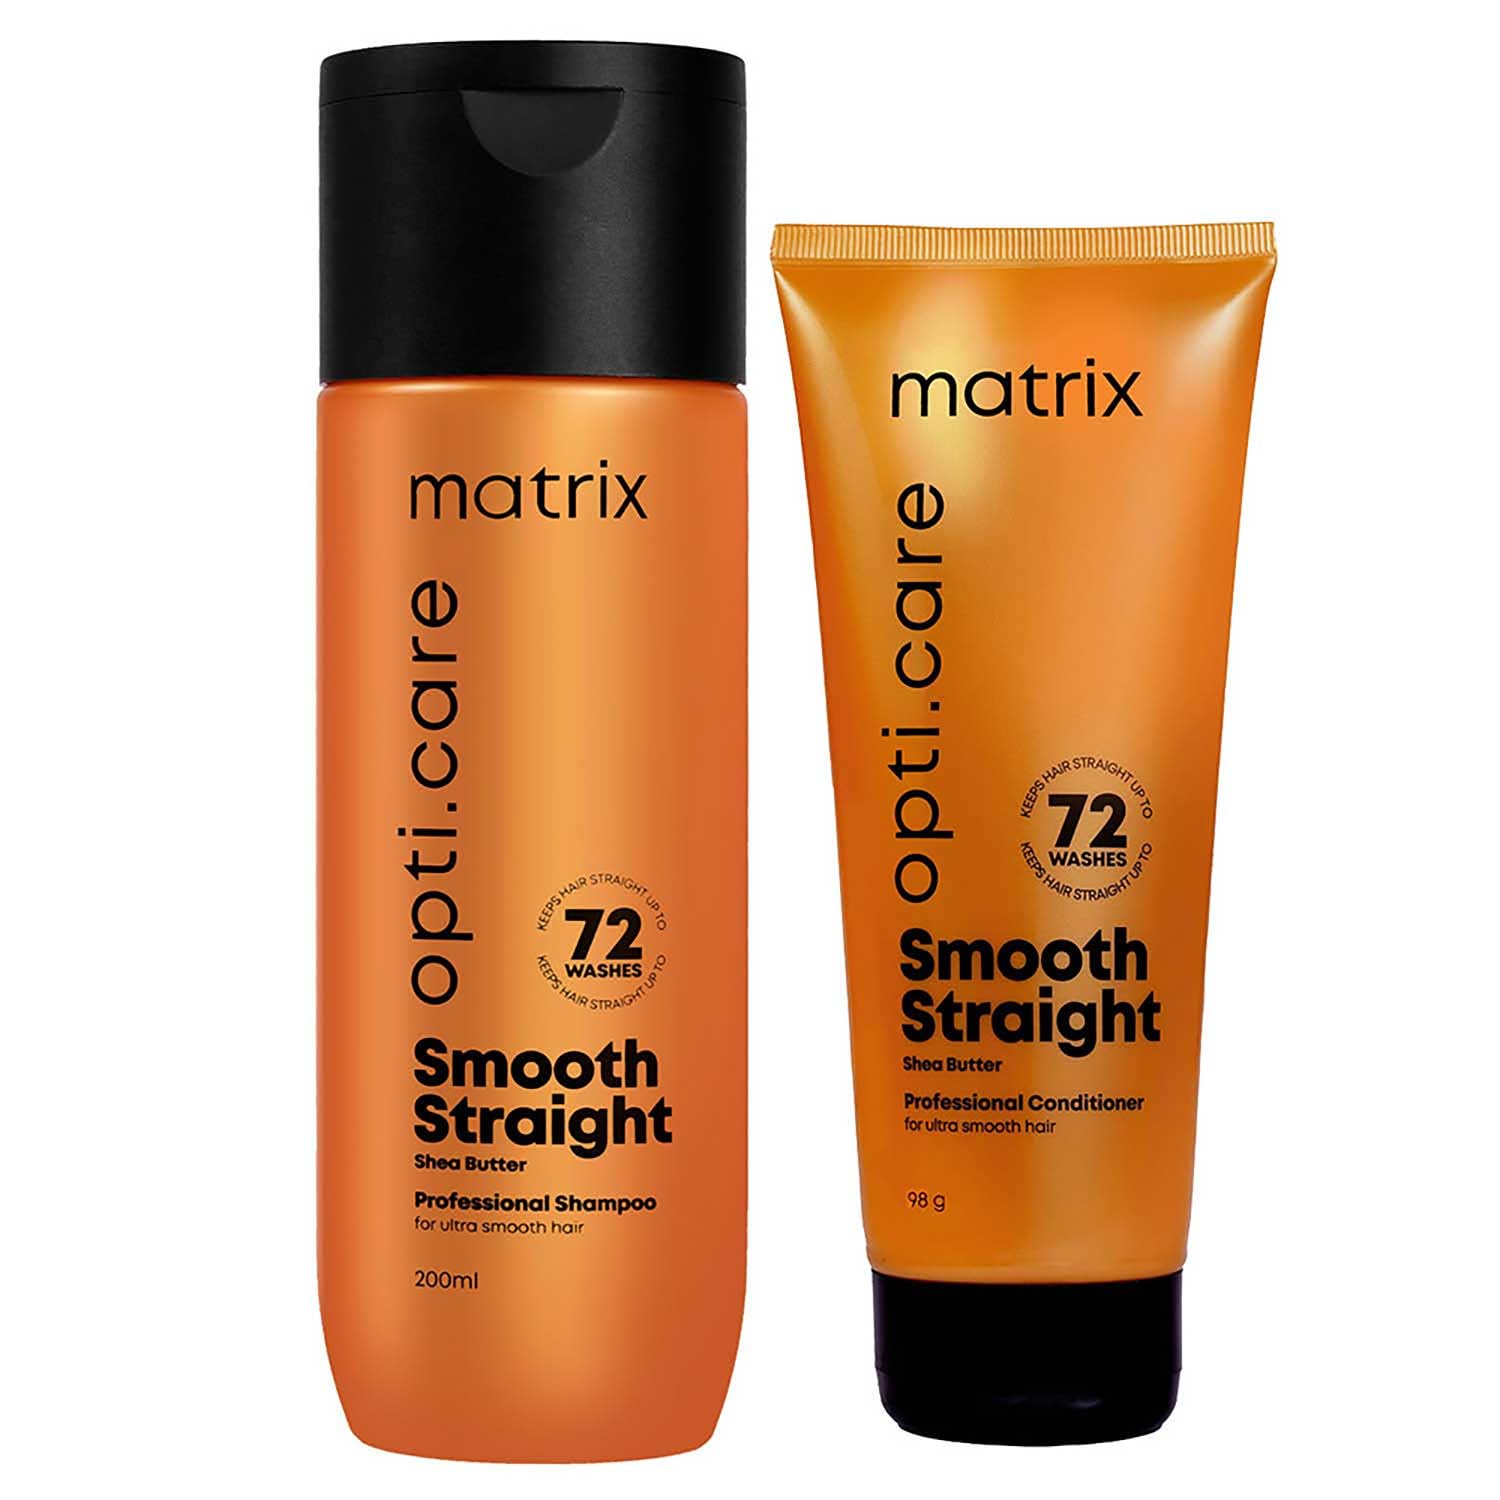 matrix
opti.care
KEEPS HAIR STRAIGHT UP TO
72
WASHES
KEEPS HAIR STRAIGHT UP TO
Smooth
Straight
Shea Butter
Professional Shampoo
for ultra smooth hair
200ml
matrix
opti.care
KEEPS HAIR STRAIGHT UP TO
72
WASHES
KEEPS HAIR STRAIGHT UP TO
Smooth
Straight
Shea Butter
Professional Conditioner
for ultra smooth hair
98 g